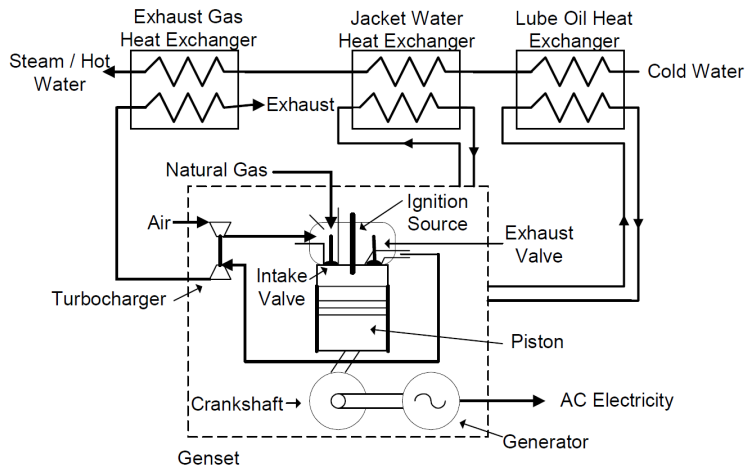 Exhaust Gas
Heat Exchanger
Jacket Water
Heat Exchanger
Lube Oil Heat
Exchanger
Steam / Hot
Water
Cold Water
Exhaust
Natural Gas
Ignition
Source
Air
Exhaust
Valve
Intake
Valve
Turbocharger
Piston
Crankshaft
AC Electricity
Generator
Genset